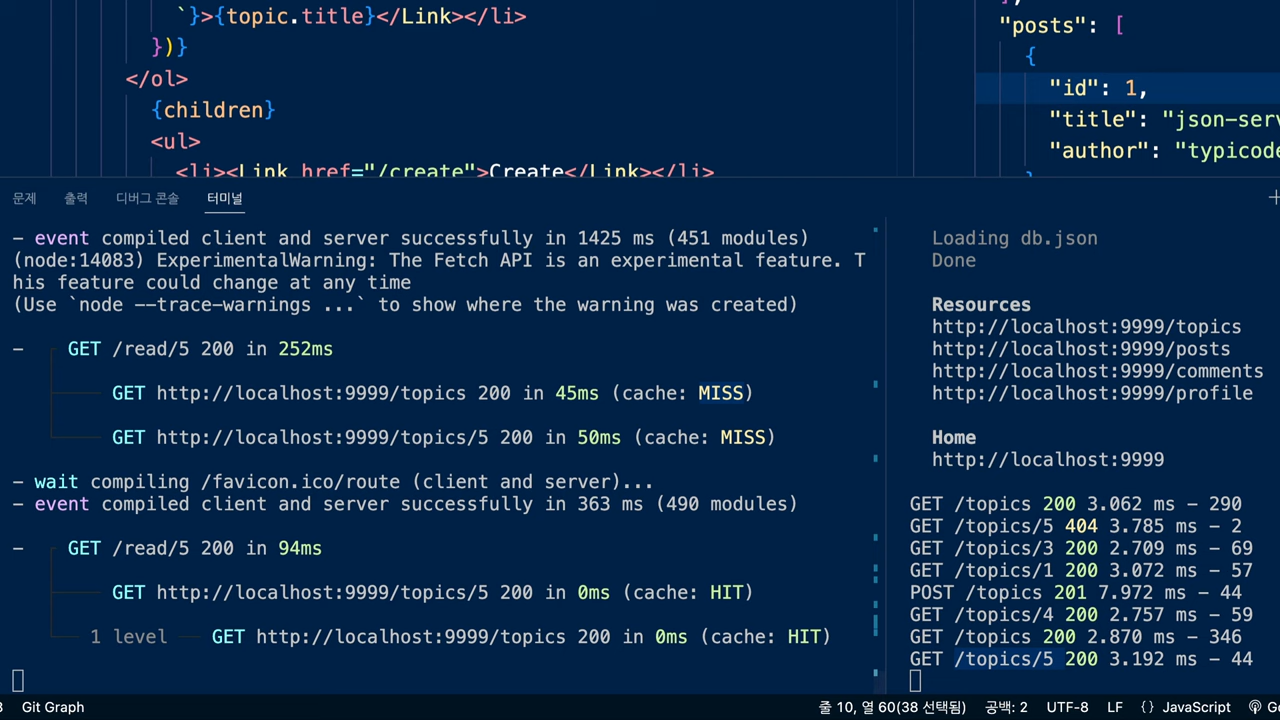 `}>{topic.title}</Link></li>
})}
</ol>
{children}
<ul>
<li><Link href="/create">Create</Link></li>
"posts": [
{
"id": 1,
"title": "json-serv
"author": "typicode
문제 출력 디버그 콘솔 터미널
- event compiled client and server successfully in 1425 ms (451 modules)
(node:14083) ExperimentalWarning: The Fetch API is an experimental feature. T
his feature could change at any time
(Use `node --trace-warnings ...` to show where the warning was created)
- GET /read/5 200 in 252ms
GET http://localhost:9999/topics 200 in 45ms (cache: MISS)
GET http://localhost:9999/topics/5 200 in 50ms (cache: MISS)
- wait compiling /favicon.ico/route (client and server)...
- event compiled client and server successfully in 363 ms (490 modules)
- GET /read/5 200 in 94ms
GET http://localhost:9999/topics/5 200 in 0ms (cache: HIT)
1 level GET http://localhost:9999/topics 200 in 0ms (cache: HIT)
Loading db.json
Done
Resources
http://localhost:9999/topics
http://localhost:9999/posts
http://localhost:9999/comments
http://localhost:9999/profile
Home
http://localhost:9999
GET /topics 200 3.062 ms - 290
GET /topics/5 404 3.785 ms - 2
GET /topics/3 200 2.709 ms - 69
GET /topics/1 200 3.072 ms - 57
POST /topics 201 7.972 ms - 44
GET /topics/4 200 2.757 ms - 59
GET /topics 200 2.870 ms - 346
GET /topics/5 200 3.192 ms - 44
Git Graph 줄 10, 열 60(38 선택됨) 공백: 2 UTF-8 LF {} JavaScript